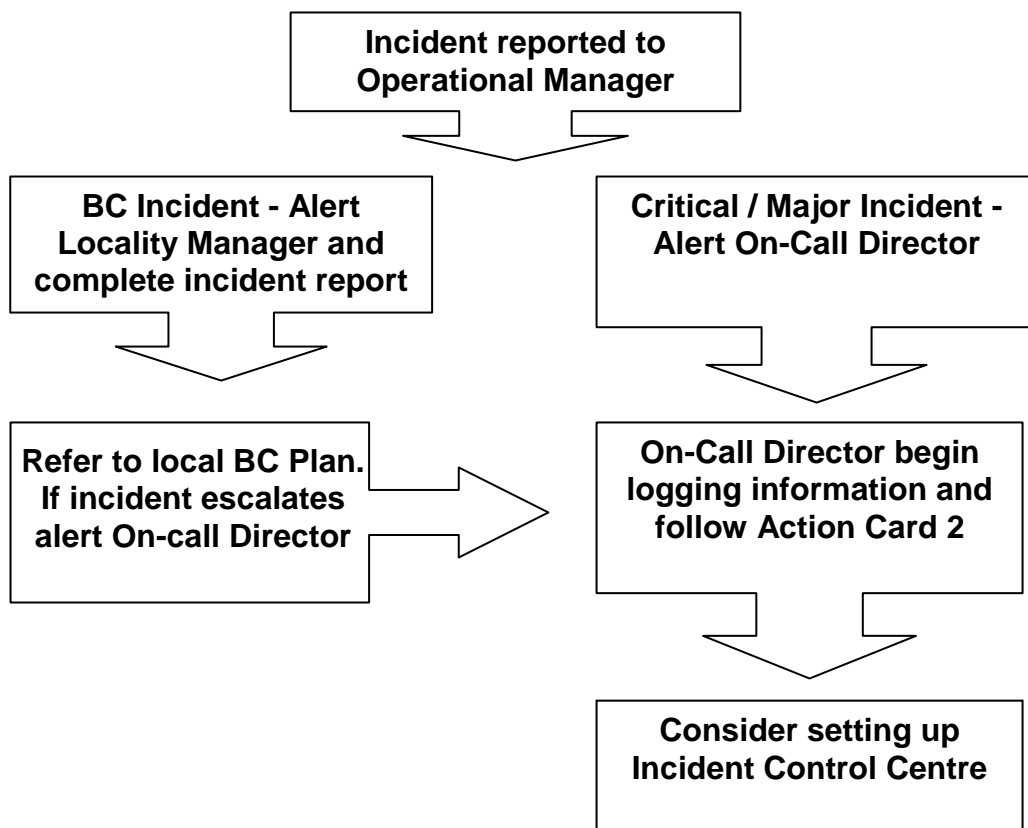 Incident reported to
Operational Manager
BC Incident - Alert
Locality Manager and
complete incident report
Critical / Major Incident -
Alert On-Call Director
Refer to local BC Plan.
If incident escalates
alert On-call Director
On-Call Director begin
logging information and
follow Action Card 2
Consider setting up
Incident Control Centre